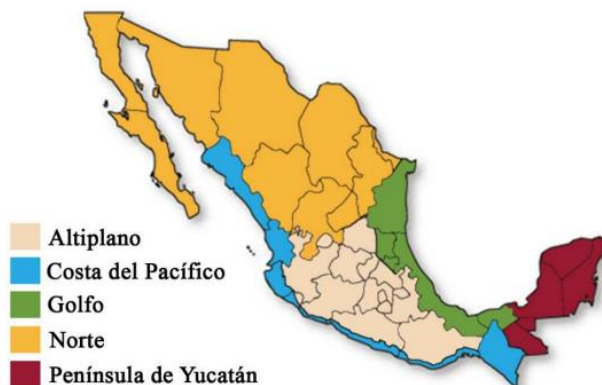 Altiplano
Costa del Pacífico
Golfo
Norte
Península de Yucatán